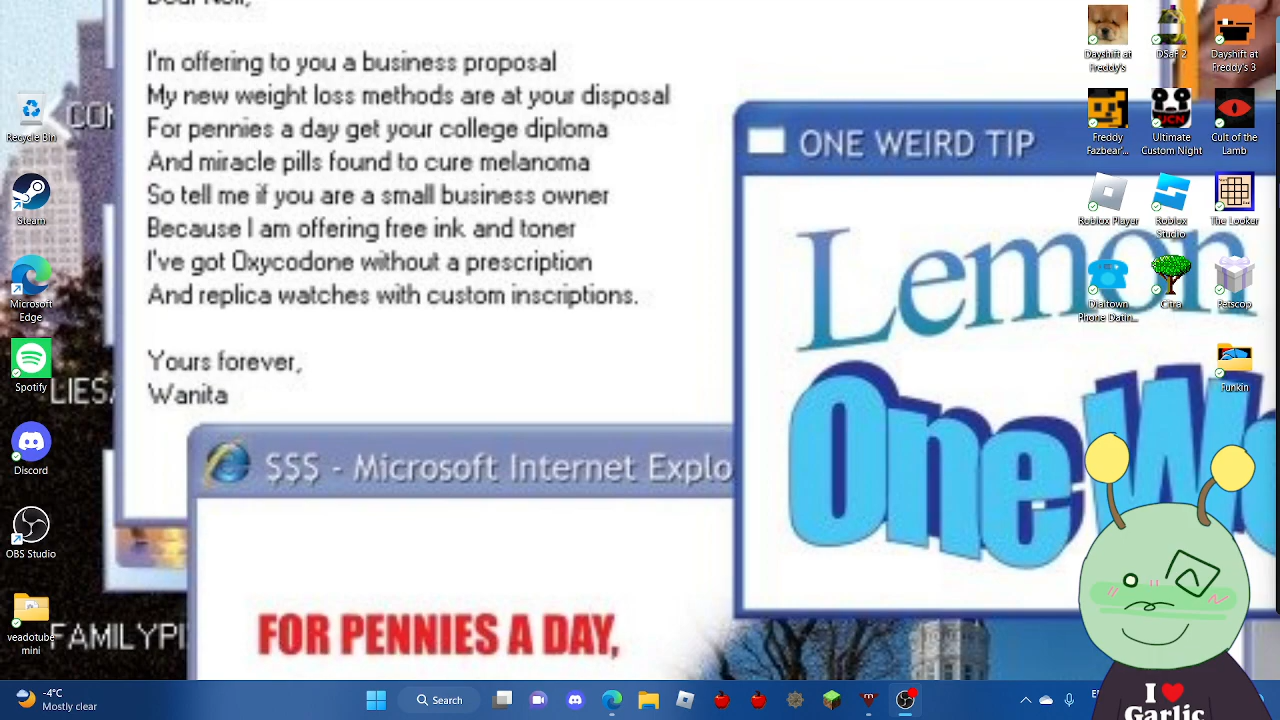 Dear Neil,
I'm offering to you a business proposal
My new weight loss methods are at your disposal
For pennies a day get your college diploma
And miracle pills found to cure melanoma
So tell me if you are a small business owner
Because I am offering free ink and toner
I've got Oxycodone without a prescription
And replica watches with custom inscriptions.
Yours forever,
Wanita
CON
LIES
FAMILYPI
ONE WEIRD TIP
Lemon
One W
$$$ - Microsoft Internet Explo
FOR PENNIES A DAY,
Recycle Bin
Steam
Microsoft
Edge
Spotify
Discord
OBS Studio
veadotube
mini
Dayshift at
Freddy's
DSaF 2
Dayshift at
Freddy's 3
Freddy
Fazbear'...
Ultimate
Custom Night
UCN
Cult of the
Lamb
Roblox Player
Roblox
Studio
The Looker
Dialtown
Phone Datin...
Citra
Petscop
Funkin
I ❤ Garlic
-4°C
Mostly clear
Search